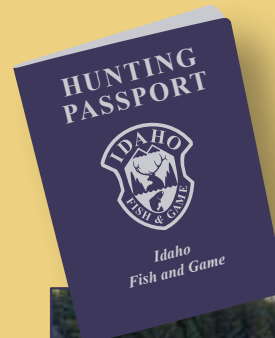 HUNTING
PASSPORT
IDAHO
FISH & GAME
Idaho
Fish and Game